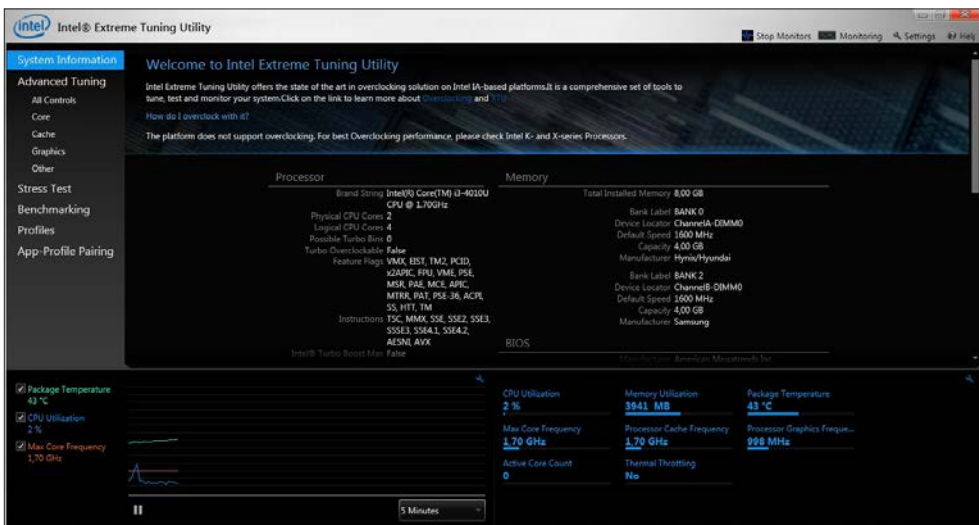 intel Intel® Extreme Tuning Utility
Stop Monitors Monitoring Settings Help
System Information
Advanced Tuning
All Controls
Core
Cache
Graphics
Other
Stress Test
Benchmarking
Profiles
App-Profile Pairing
Welcome to Intel Extreme Tuning Utility
Intel Extreme Tuning Utility offers the state of the art in overclocking solution on Intel IA-based platforms.It is a comprehensive set of tools to
tune, test and monitor your system.Click on the link to learn more about Overclocking and XTU
How do I overclock with it?
The platform does not support overclocking. For best Overclocking performance, please check Intel K- and X-series Processors.
Processor
Brand String Intel(R) Core(TM) i3-4010U
CPU @ 1.70GHz
Physical CPU Cores 2
Logical CPU Cores 4
Possible Turbo Bins 0
Turbo Overclockable False
Feature Flags VMX, EIST, TM2, PCID,
x2APIC, FPU, VME, PSE,
MSR, PAE, MCE, APIC,
MTRR, PAT, PSE-36, ACPI,
SS, HTT, TM
Instructions TSC, MMX, SSE, SSE2, SSE3,
SSSE3, SSE4.1, SSE4.2,
AESNI, AVX
Intel® Turbo Boost Max False
Memory
Total Installed Memory 8,00 GB
Bank Label BANK 0
Device Locator ChannelA-DIMM0
Default Speed 1600 MHz
Capacity 4,00 GB
Manufacturer Hynix/Hyundai
Bank Label BANK 2
Device Locator ChannelB-DIMM0
Default Speed 1600 MHz
Capacity 4,00 GB
Manufacturer Samsung
BIOS
Manufacturer American Megatrends Inc.
Package Temperature
43 °C
CPU Utilization
2 %
Max Core Frequency
1,70 GHz
5 Minutes
CPU Utilization
2 %
Memory Utilization
3941 MB
Package Temperature
43 °C
Max Core Frequency
1,70 GHz
Processor Cache Frequency
1,70 GHz
Processor Graphics Freque...
998 MHz
Active Core Count
0
Thermal Throttling
No